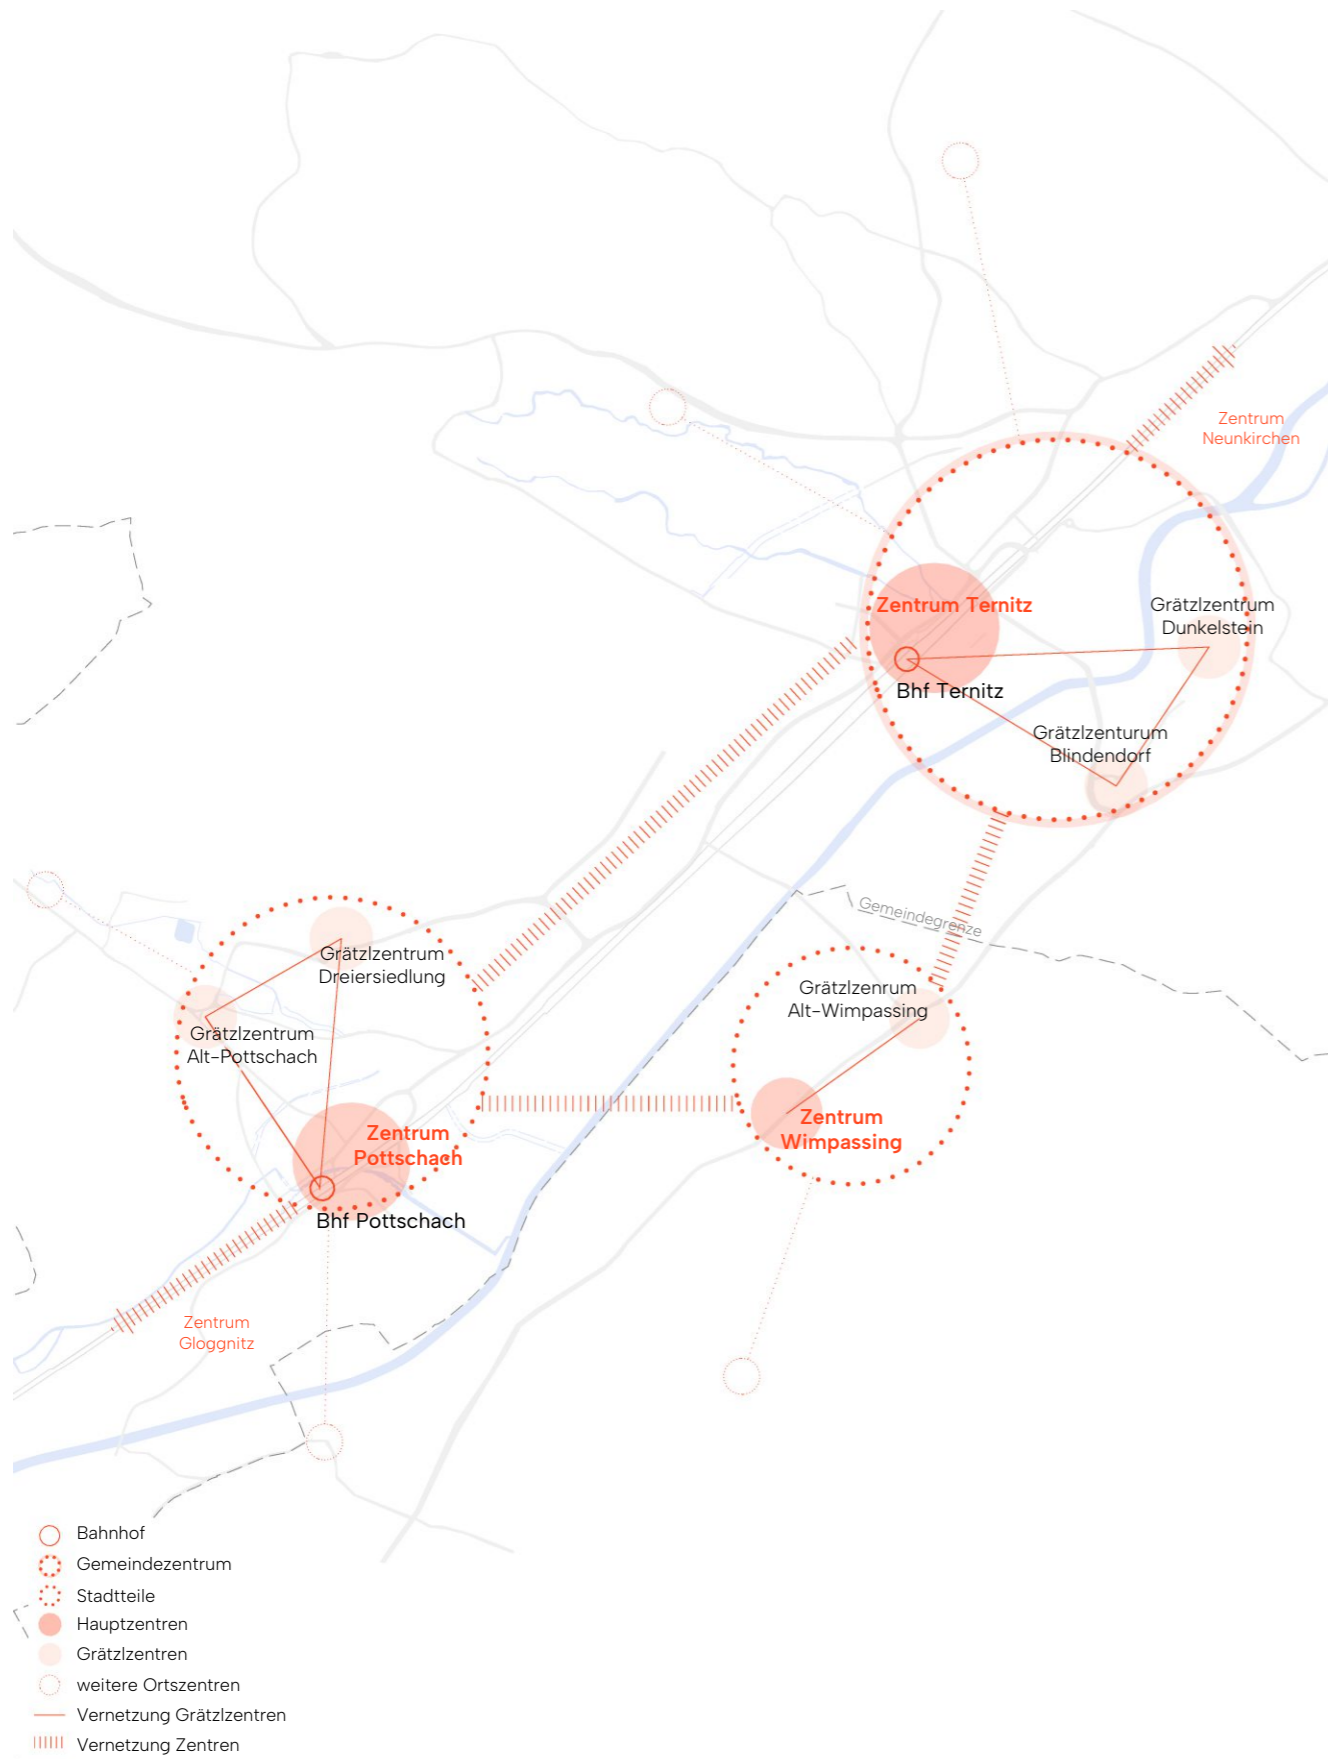 Zentrum
Neunkirchen
Zentrum Ternitz
Grätzlzentrum
Dunkelstein
Bhf Ternitz
Grätzlzenturum
Blindendorf
Gemeindegrenze
Grätzlzentrum
Dreiersiedlung
Grätzlzenrum
Alt-Wimpassing
Grätzlzentrum
Alt-Pottschach
Zentrum
Wimpassing
Zentrum
Pottschach
Bhf Pottschach
Zentrum
Gloggnitz
Bahnhof
Gemeindezentrum
Stadtteile
Hauptzentren
Grätzlzentren
weitere Ortszentren
Vernetzung Grätzlzentren
Vernetzung Zentren